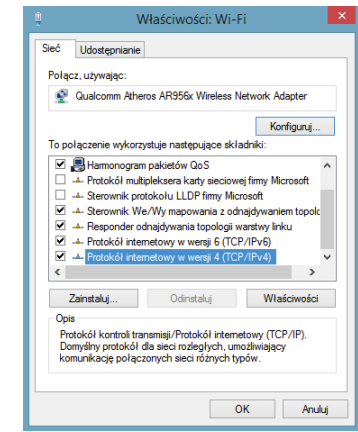 Właściwości: Wi-Fi
Sieć
Udostępnianie
Połącz, używając:
Qualcomm Atheros AR956x Wireless Network Adapter
Konfiguruj...
To połączenie wykorzystuje następujące składniki:
Harmonogram pakietów QoS
Protokół multipleksera karty sieciowej firmy Microsoft
Sterownik protokołu LLDP firmy Microsoft
Sterownik We/Wy mapowania z odnajdywaniem topolc
Responder odnajdywania topologii warstwy linku
Protokół internetowy w wersji 6 (TCP/IPv6)
Protokół internetowy w wersji 4 (TCP/IPv4)
Zainstaluj...
Odinstaluj
Właściwości
Opis
Protokół kontroli transmisji/Protokół internetowy (TCP/IP).
Domyślny protokół dla sieci rozległych, umożliwiający
komunikację połączonych sieci różnych typów.
OK
Anuluj